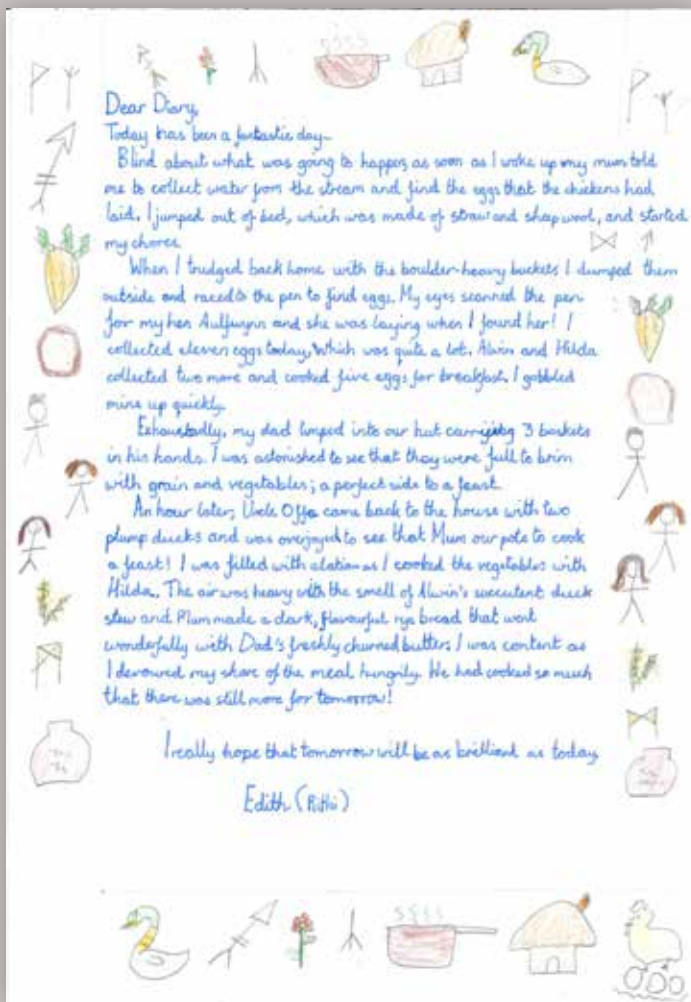 Dear Diary,
Today has been a fantastic day–
Blind about what was going to happen, as soon as I woke up my mum told
me to collect water from the stream and find the eggs that the chickens had
laid. I jumped out of bed, which was made of straw and shap wool, and started
my chores
When I trudged back home with the boulder-heavy buckets I dumped them
outside and raced to the pen to find eggs. My eyes scanned the pen
for my hen Aulfwynn and she was laying when I found her! I
collected eleven eggs today, which was quite a lot. Alwin and Hilda
collected two more and cooked five eggs for breakfast. I gobbled
mine up quickly.
Exhaustedly, my dad limped into our hut carrying 3 baskets
in his hands. I was astonished to see that they were full to brim
with grain and vegetables; a perfect side to a feast.
An hour later, Uncle Offa came back to the house with two
plump ducks and was overjoyed to see that Mum our pots to cook
a feast! I was filled with elation as I cooked the vegetables with
Hilda. The air was heavy with the smell of Alwin's succutent duck
stew and Mum made a dark, flavourful rye bread that went
wonderfully with Dad's freshly churned butter. I was content as
I devoured my share of the meal hungrily. We had cooked so much
that there was still more for tomorrow!
I really hope that tomorrow will be as brilliant as today.
Edith